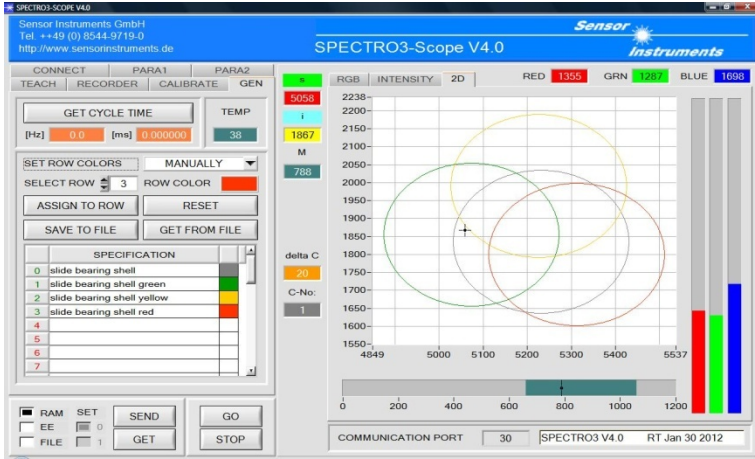 SPECTRO3-SCOPE V4.0
Sensor Instruments GmbH
Tel. ++49 (0) 8544-9719-0
http://www.sensorinstruments.de
SPECTRO3-Scope V4.0
Sensor
Instruments
CONNECT PARA1 PARA2
TEACH RECORDER CALIBRATE GEN
GET CYCLE TIME
TEMP
[Hz] 0.0 [ms] 0.000000 38
SET ROW COLORS MANUALLY
SELECT ROW 3 ROW COLOR
ASSIGN TO ROW RESET
SAVE TO FILE GET FROM FILE
SPECIFICATION
0 slide bearing shell
1 slide bearing shell green
2 slide bearing shell yellow
3 slide bearing shell red
4
5
6
7
RAM SET SEND GO
EE 0
FILE 1 GET STOP
s
5058
i
1867
M
788
delta C
20
C-No:
1
RGB INTENSITY 2D RED 1355 GRN 1287 BLUE 1698
2238
2200
2150
2100
2050
2000
1950
1900
1850
1800
1750
1700
1650
1600
1550
4849 5000 5100 5200 5300 5400 5537
0 200 400 600 800 1000 1200
COMMUNICATION PORT 30 SPECTRO3 V4.0 RT Jan 30 2012